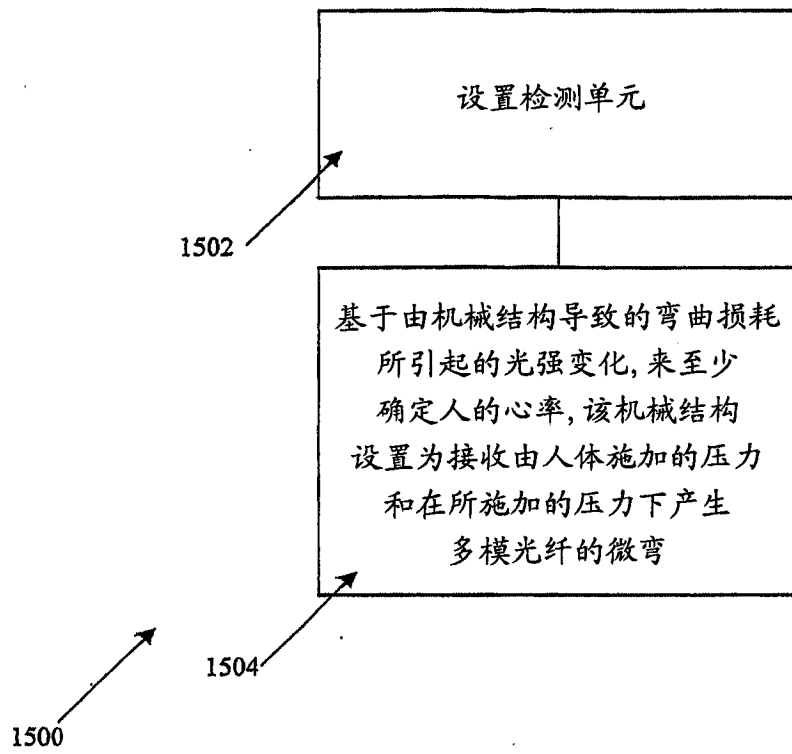 设置检测单元
1502
基于由机械结构导致的弯曲损耗
所引起的光强变化,来至少
确定人的心率,该机械结构
设置为接收由人体施加的压力
和在所施加的压力下产生
多模光纤的微弯
1504
1500